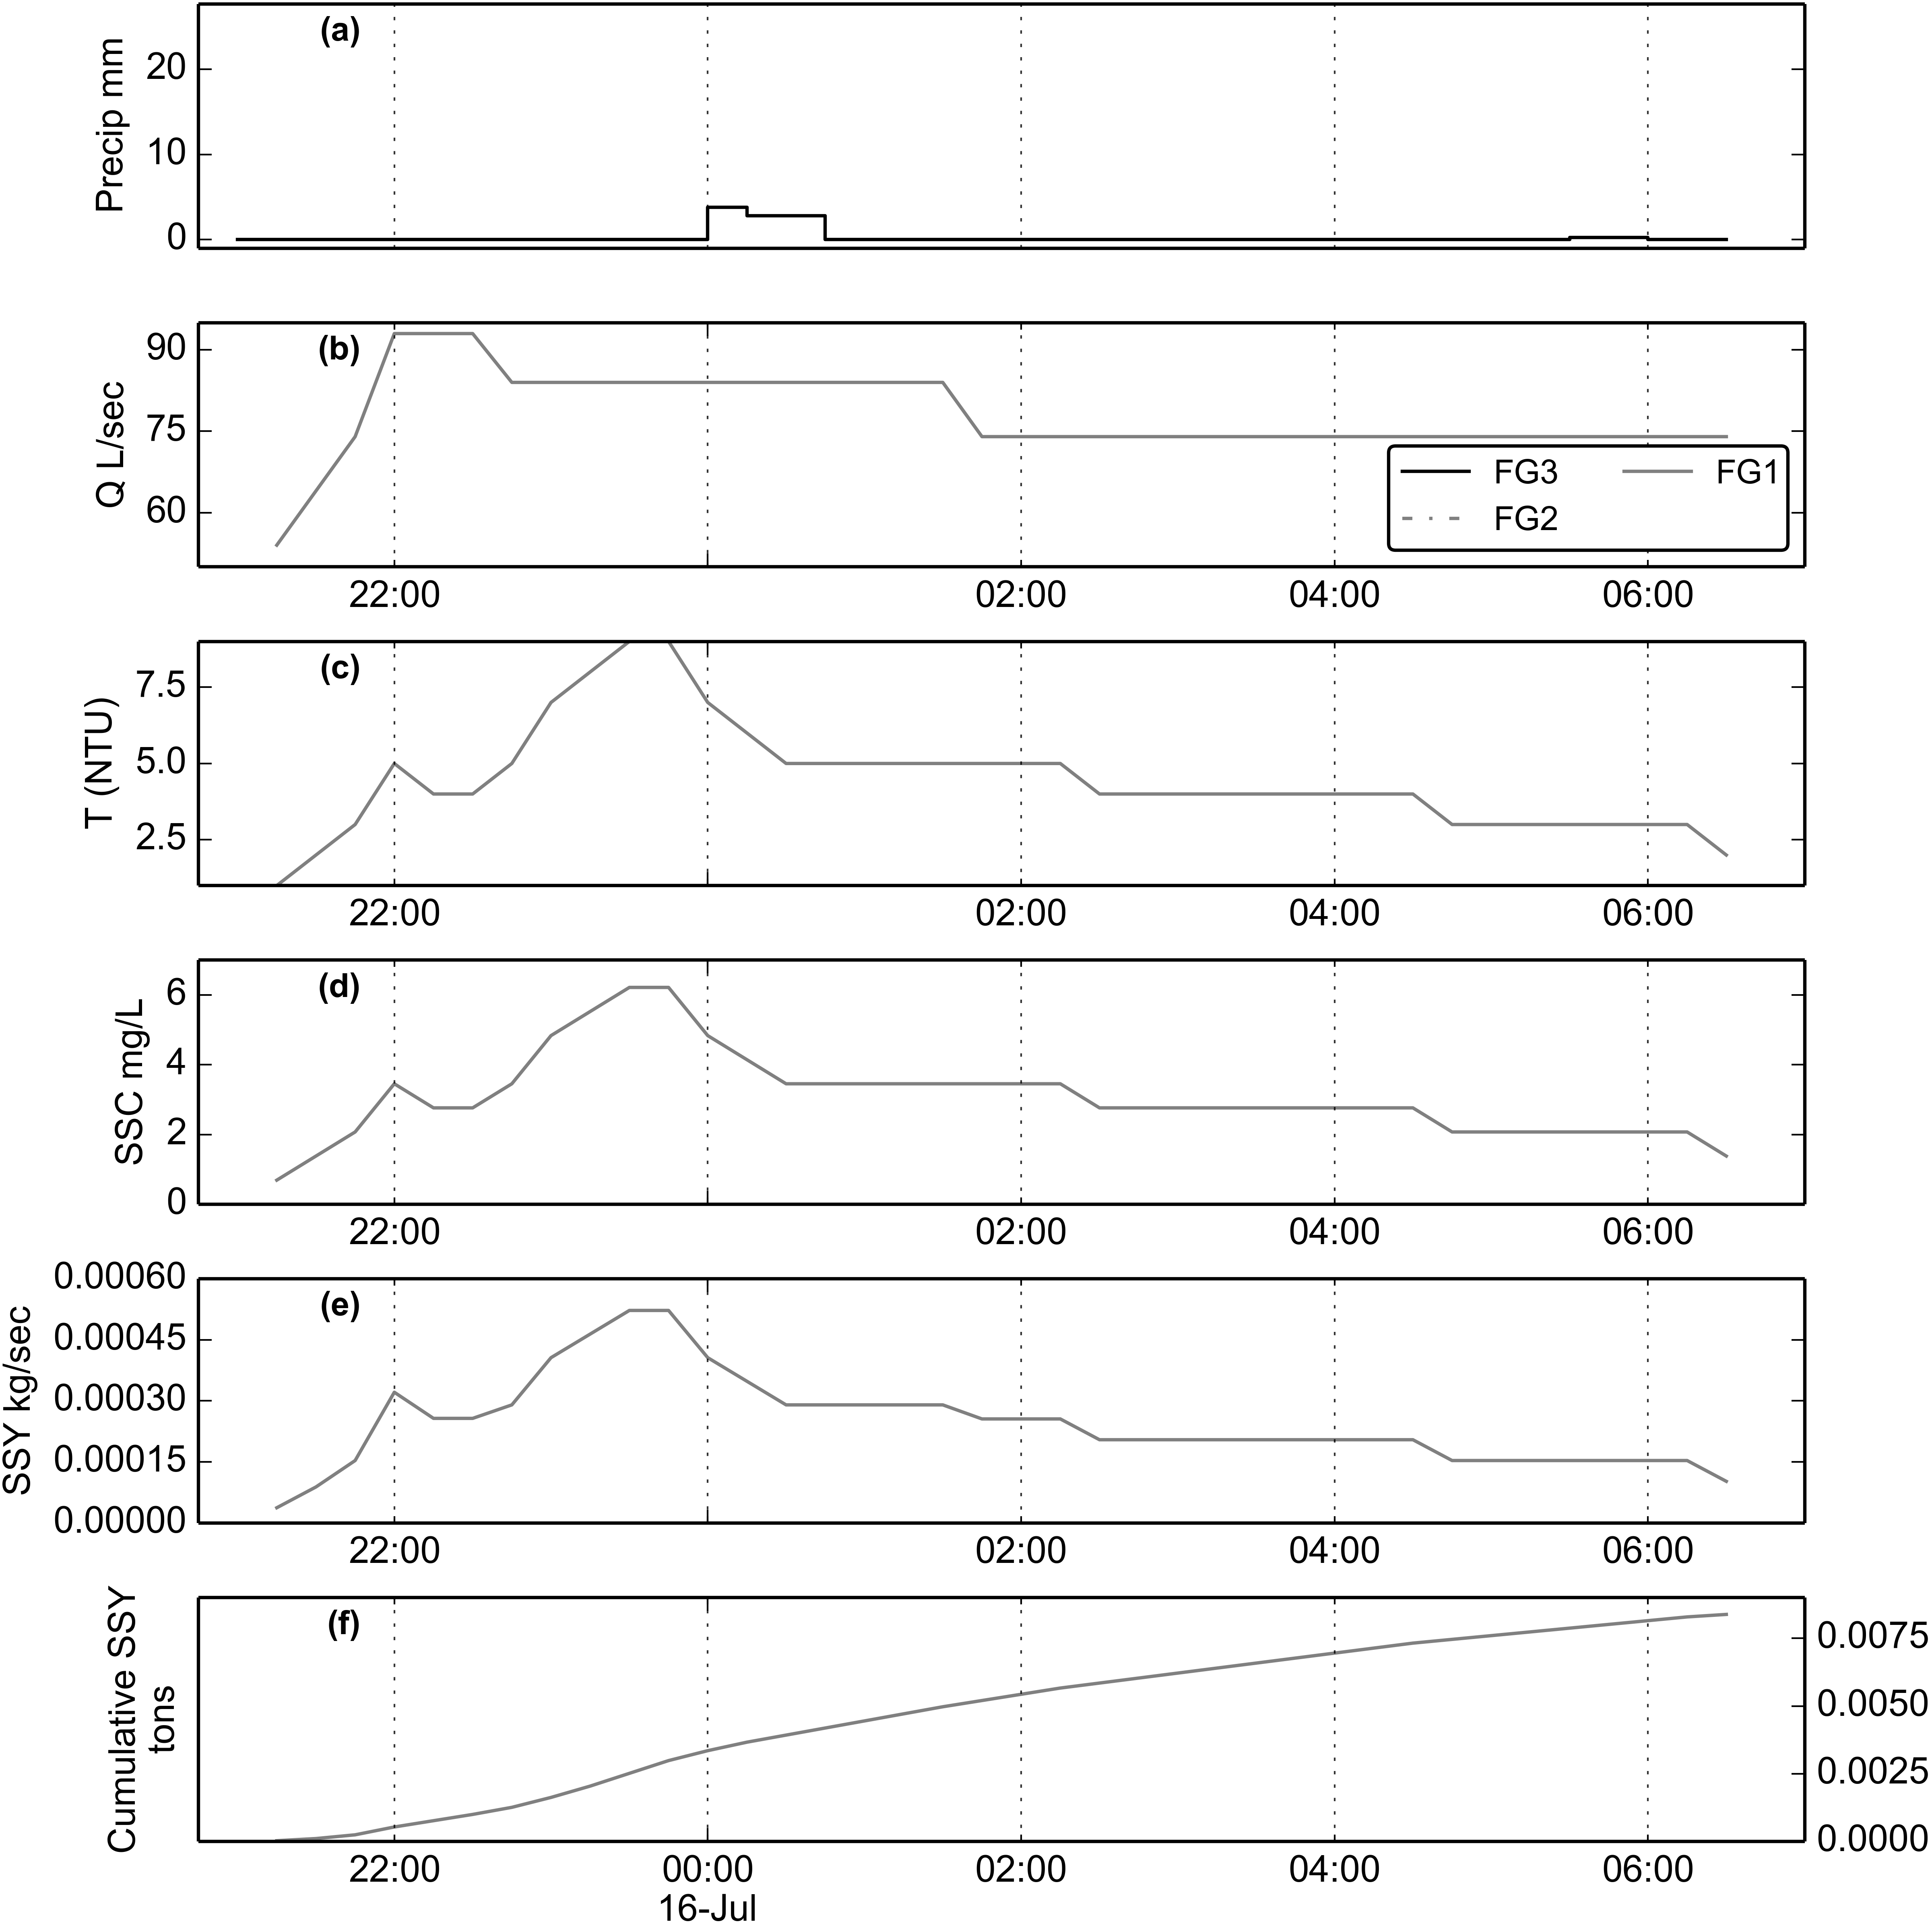 (a)
Precip mm
20
10
0
(b)
Q L/sec
90
75
60
FG3 FG1
FG2
22:00 02:00 04:00 06:00
(c)
T (NTU)
7.5
5.0
2.5
22:00 02:00 04:00 06:00
(d)
SSC mg/L
6
4
2
0
22:00 02:00 04:00 06:00
(e)
SSY kg/sec
0.00060
0.00045
0.00030
0.00015
0.00000
22:00 02:00 04:00 06:00
(f)
Cumulative SSY
tons
0.0075
0.0050
0.0025
0.0000
22:00 00:00 02:00 04:00 06:00
16-Jul